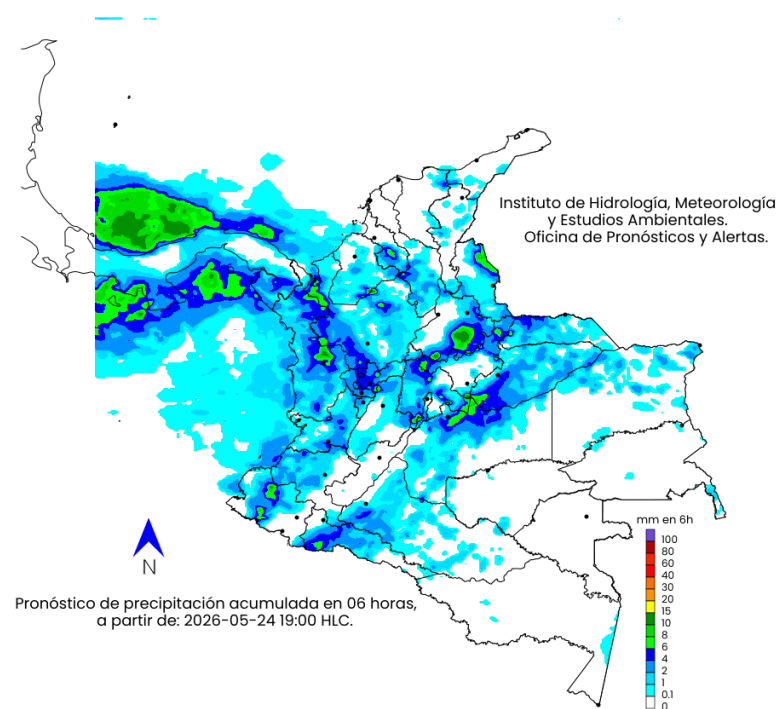 Instituto de Hidrología, Meteorología
y Estudios Ambientales.
Oficina de Pronósticos y Alertas.
N
Pronóstico de precipitación acumulada en 06 horas,
a partir de: 2026-05-24 19:00 HLC.
mm en 6h
100
80
60
40
30
20
15
10
8
6
4
2
1
0.1
0